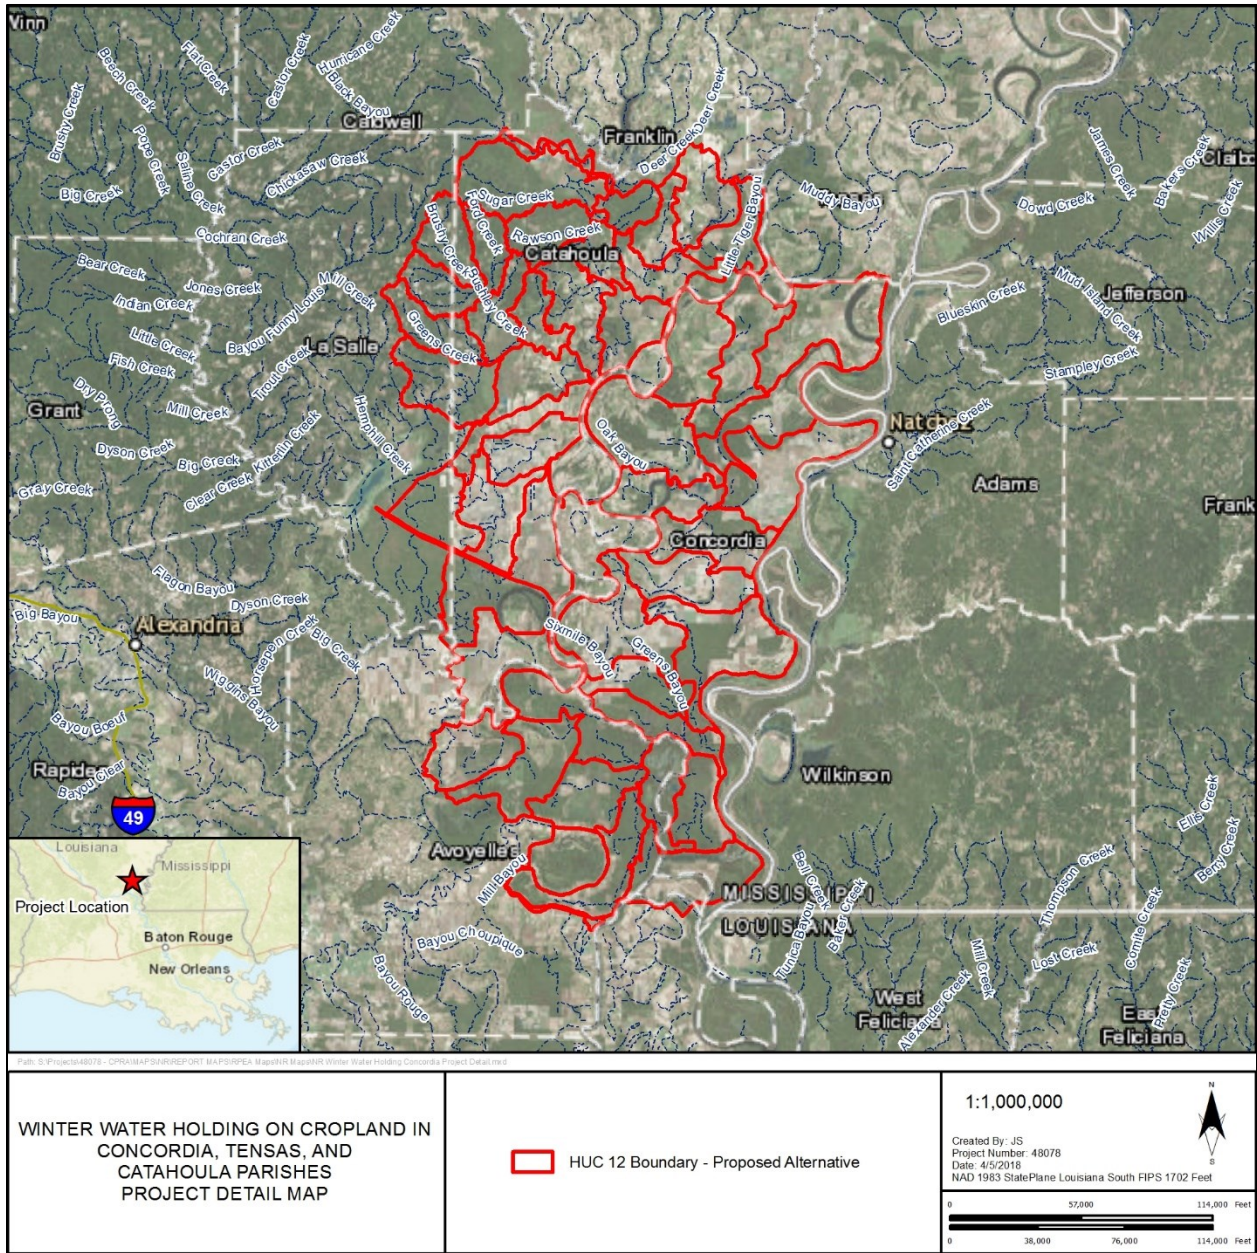 Winn
Beech Creek
Flat Creek
Castor Creek
Hurricane Creek
Black Bayou
Caldwell
Franklin
Deer Creek
Deer Creek
Brushy Creek
Pope Creek
Saline Creek
Castor Creek
Chickasaw Creek
James Creek
Bakers Creek
Big Creek
Sugar Creek
Ford Creek
Brushy Creek
Little Tiger Bayou
Muddy Bayou
Dowd Creek
Willis Creek
Cochran Creek
Rawson Creek
Catahoula
Bear Creek
Jones Creek
Mill Creek
Bushley Creek
Mud Island Creek
Jefferson
Indian Creek
Bayou Funny Louis
Blueskin Creek
Little Creek
La Salle
Greens Creek
Fish Creek
Trout Creek
Stampley Creek
Dry Prong
Grant
Mill Creek
Hemphill Creek
Oak Bayou
Natchez
Saint Catherine Creek
Dyson Creek
Big Creek
Kitterlin Creek
Clear Creek
Gray Creek
Adams
Concordia
Flagon Bayou
Dyson Creek
Big Bayou
Alexandria
Horsepen Creek
Big Creek
Sixmile Bayou
Greens Bayou
Wiggins Bayou
Bayou Boeuf
Bayou Clear
49
Wilkinson
Ellis Creek
Berry Creek
Avoyelles
Mill Bayou
MISSISSIPPI
LOUISIANA
Bell Creek
Baker Creek
Tunica Bayou
Thompson Creek
Bayou Choupique
Bayou Rouge
Mill Creek
Lost Creek
Comite Creek
Pretty Creek
Alexander Creek
West
Feliciana
East
Feliciana
Louisiana
Mississippi
Project Location
Baton Rouge
New Orleans
WINTER WATER HOLDING ON CROPLAND IN
CONCORDIA, TENSAS, AND
CATAHOULA PARISHES
PROJECT DETAIL MAP
HUC 12 Boundary - Proposed Alternative
1:1,000,000
N
S
Created By: JS
Project Number: 48078
Date: 4/5/2018
NAD 1983 StatePlane Louisiana South FIPS 1702 Feet
0 57,000 114,000 Feet
0 38,000 76,000 114,000 Feet